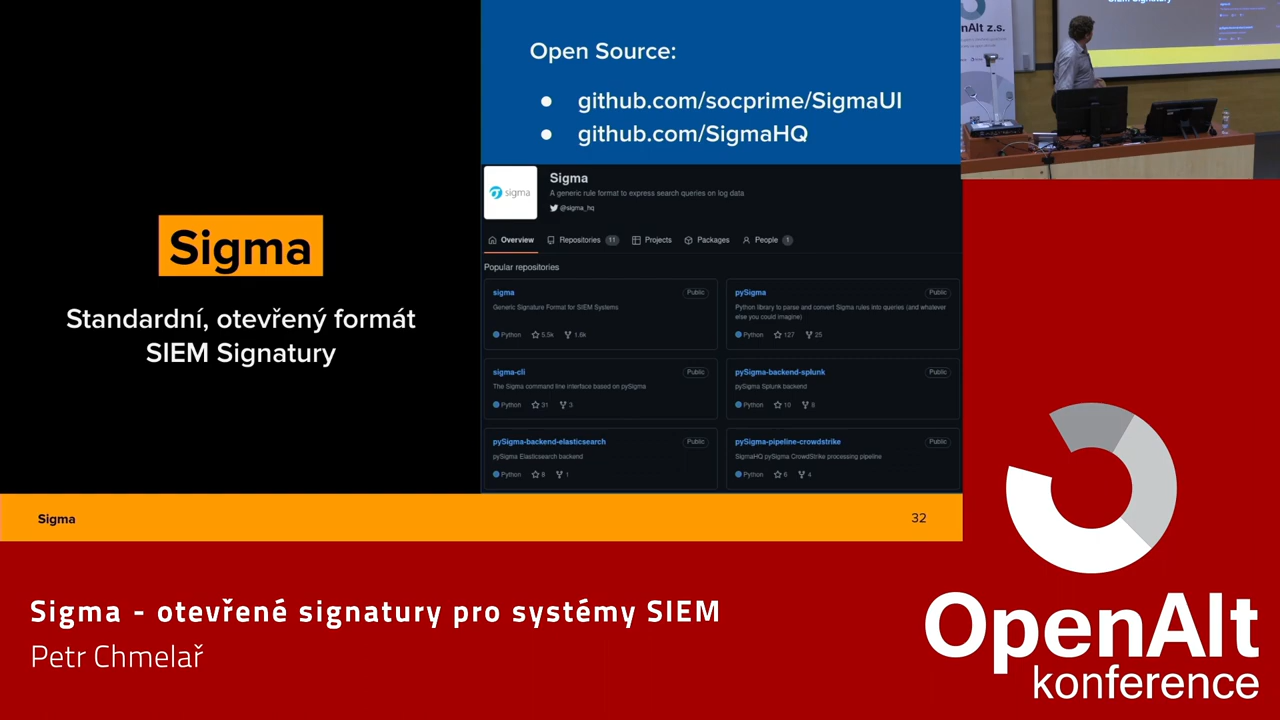 Sigma
Standardní, otevřený formát
SIEM Signatury
Open Source:
● github.com/socprime/SigmaUI
● github.com/SigmaHQ
sigma
Sigma
A generic rule format to express search queries on log data
@sigma_hq
Overview Repositories 11 Projects Packages People 1
Popular repositories
sigma Public
Generic Signature Format for SIEM Systems
Python 5.5k 1.6k
pySigma Public
Python library to parse and convert Sigma rules into queries (and whatever
else you could imagine)
Python 127 25
sigma-cli Public
The Sigma command line interface based on pySigma
Python 31 3
pySigma-backend-splunk Public
pySigma Splunk backend
Python 10 8
pySigma-backend-elasticsearch Public
pySigma Elasticsearch backend
Python 8 1
pySigma-pipeline-crowdstrike Public
SigmaHQ pySigma CrowdStrike processing pipeline
Python 6 4
Sigma 32
nAlt z.s.
Sigma - otevřené signatury pro systémy SIEM
Petr Chmelař
OpenAlt
konference